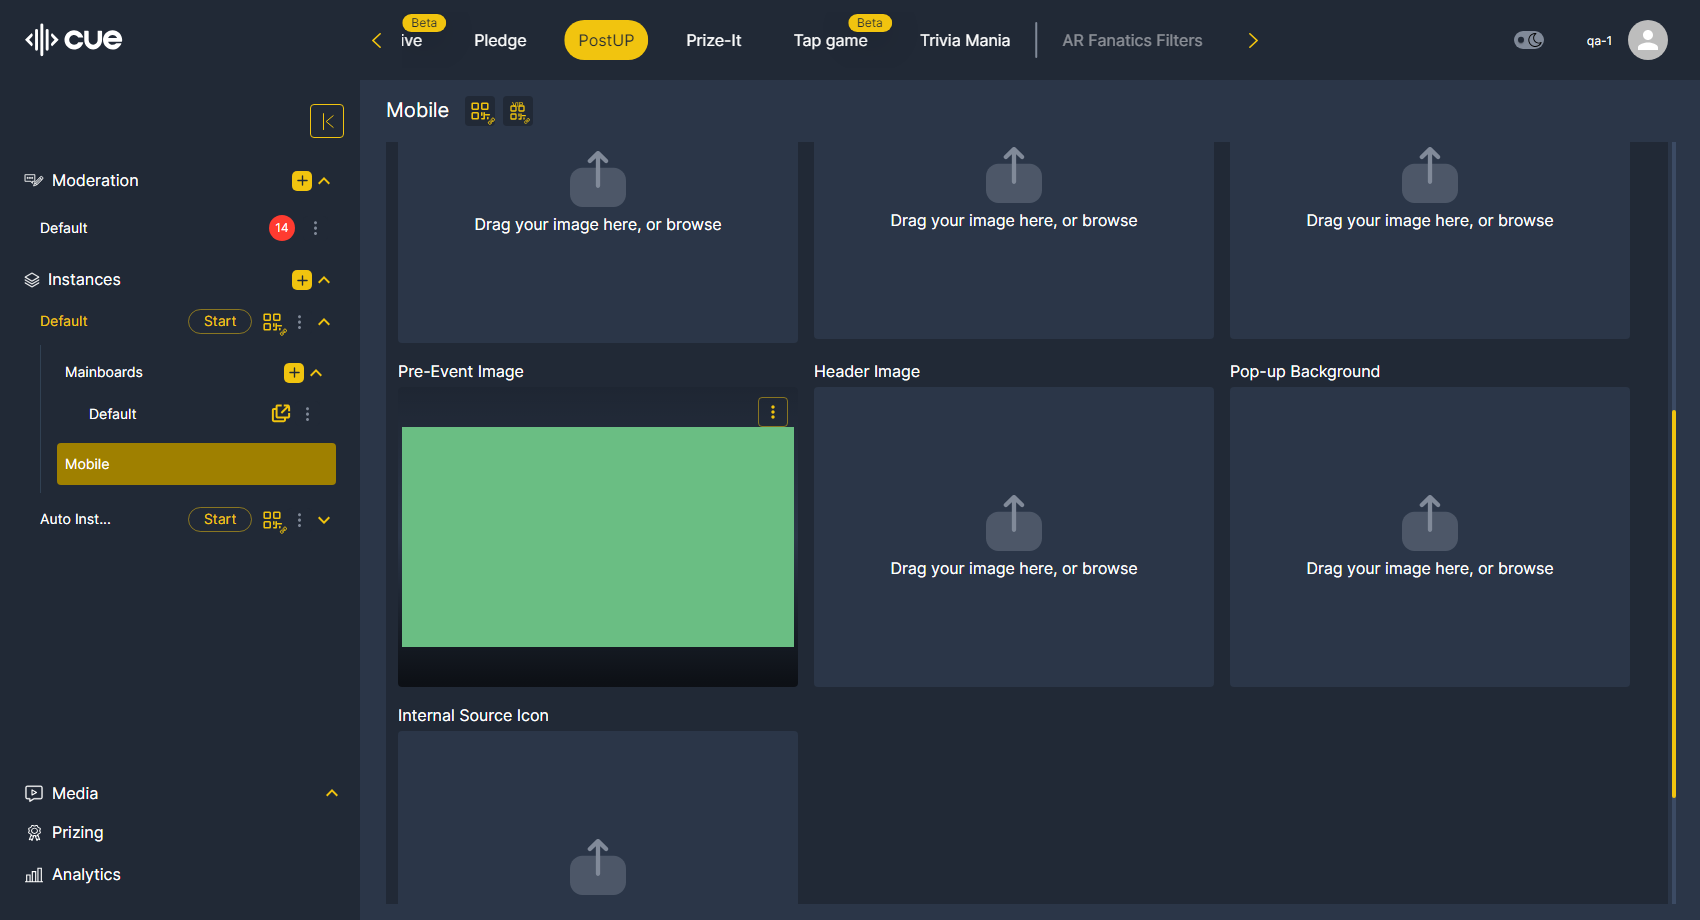 cue
Beta
ive
Pledge
PostUP
Prize-It
Beta
Tap game
Trivia Mania
AR Fanatics Filters
qa-1
Mobile
VIP
Moderation
Default
14
Instances
Default
Start
Mainboards
Default
Mobile
Auto Inst...
Start
Media
Prizing
Analytics
Drag your image here, or browse
Drag your image here, or browse
Drag your image here, or browse
Pre-Event Image
Header Image
Pop-up Background
Drag your image here, or browse
Drag your image here, or browse
Internal Source Icon